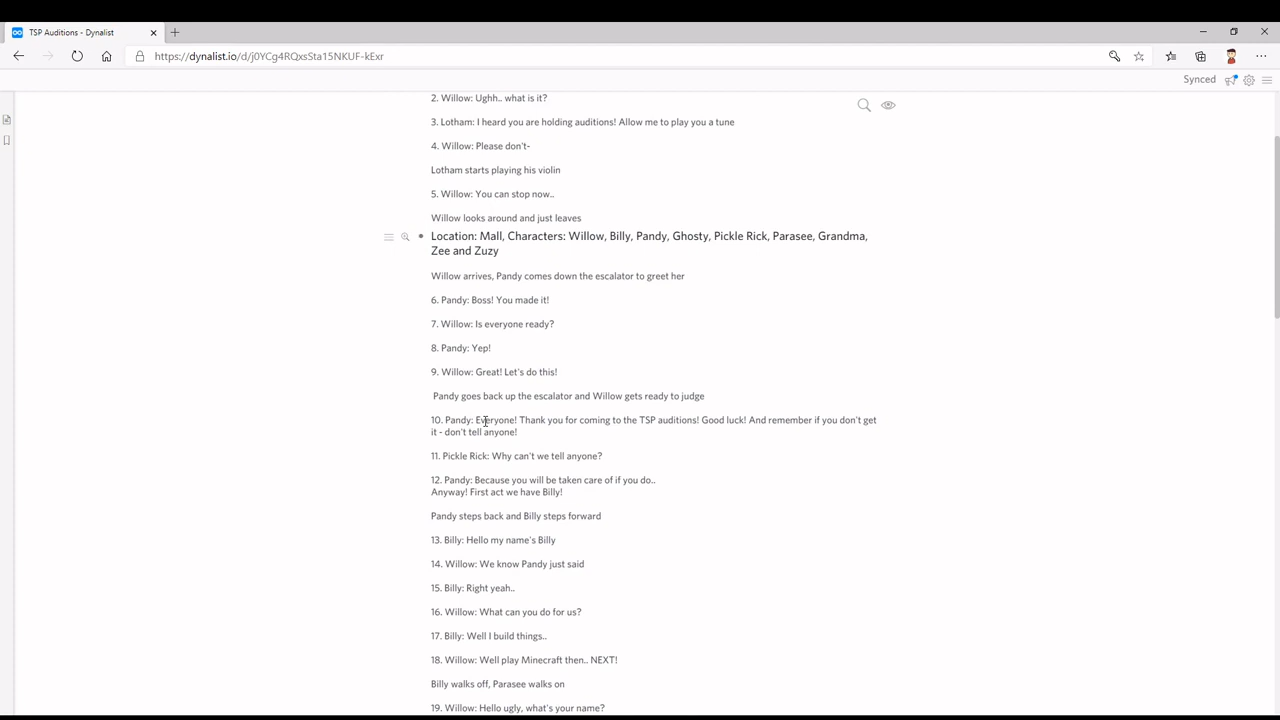 TSP Auditions - Dynalist
https://dynalist.io/d/j0YCg4RQxsSta15NKUF-kExr
Synced
2. Willow: Ughh.. what is it?
3. Lotham: I heard you are holding auditions! Allow me to play you a tune
4. Willow: Please don't-
Lotham starts playing his violin
5. Willow: You can stop now..
Willow looks around and just leaves
Location: Mall, Characters: Willow, Billy, Pandy, Ghosty, Pickle Rick, Parasee, Grandma,
Zee and Zuzy
Willow arrives, Pandy comes down the escalator to greet her
6. Pandy: Boss! You made it!
7. Willow: Is everyone ready?
8. Pandy: Yep!
9. Willow: Great! Let's do this!
Pandy goes back up the escalator and Willow gets ready to judge
10. Pandy: Everyone! Thank you for coming to the TSP auditions! Good luck! And remember if you don't get
it - don't tell anyone!
11. Pickle Rick: Why can't we tell anyone?
12. Pandy: Because you will be taken care of if you do..
Anyway! First act we have Billy!
Pandy steps back and Billy steps forward
13. Billy: Hello my name's Billy
14. Willow: We know Pandy just said
15. Billy: Right yeah..
16. Willow: What can you do for us?
17. Billy: Well I build things..
18. Willow: Well play Minecraft then.. NEXT!
Billy walks off, Parasee walks on
19. Willow: Hello ugly, what's your name?